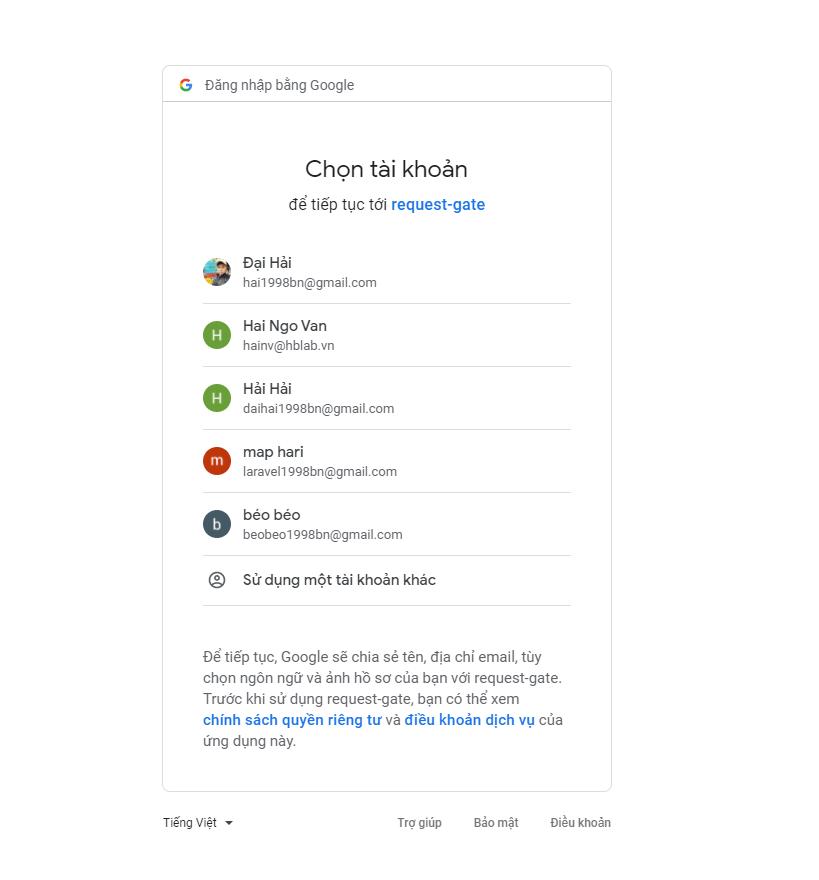 Đăng nhập bằng Google
Chọn tài khoản
để tiếp tục tới request-gate
Đại Hải
hai1998bn@gmail.com
H
Hai Ngo Van
hainv@hblab.vn
H
Hải Hải
daihai1998bn@gmail.com
m
map hari
laravel1998bn@gmail.com
b
béo béo
beobeo1998bn@gmail.com
Sử dụng một tài khoản khác
Để tiếp tục, Google sẽ chia sẻ tên, địa chỉ email, tùy
chọn ngôn ngữ và ảnh hồ sơ của bạn với request-gate.
Trước khi sử dụng request-gate, bạn có thể xem
chính sách quyền riêng tư và điều khoản dịch vụ của
ứng dụng này.
Tiếng Việt Trợ giúp Bảo mật Điều khoản